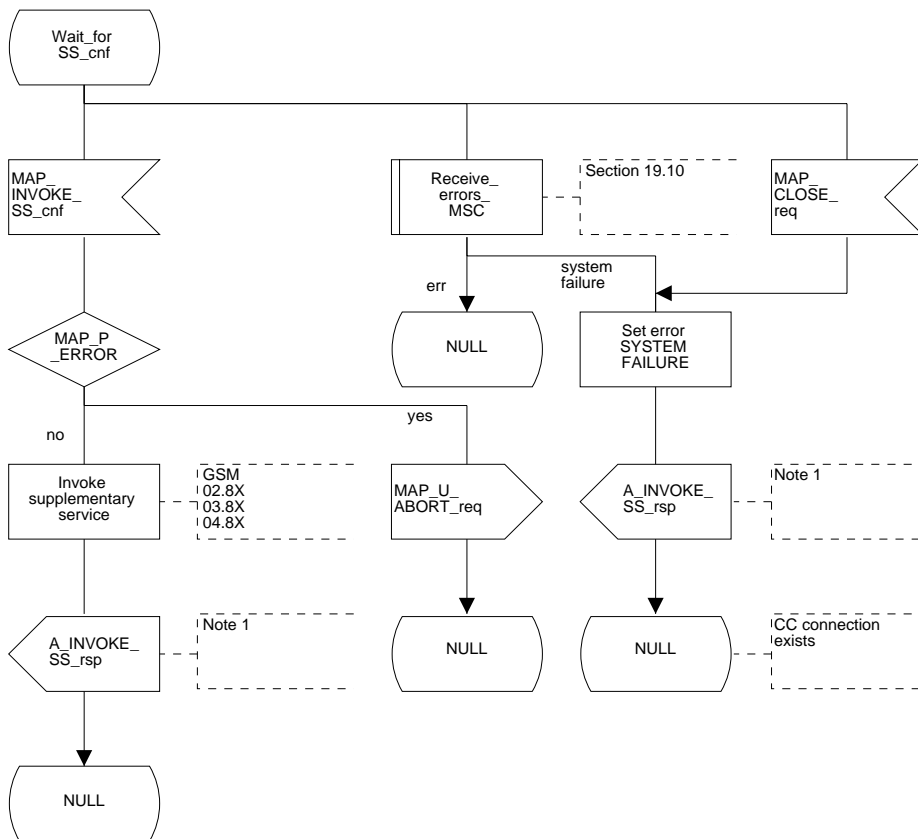 Wait_for
SS_cnf
MAP_
INVOKE_
SS_cnf
Receive_
errors_
MSC
Section 19.10
MAP_
CLOSE_
req
err
system
failure
MAP_P
_ERROR
NULL
Set error
SYSTEM
FAILURE
no
yes
Invoke
supplementary
service
GSM
02.8X
03.8X
04.8X
MAP_U_
ABORT_req
A_INVOKE_
SS_rsp
Note 1
A_INVOKE_
SS_rsp
Note 1
NULL
NULL
CC connection
exists
NULL